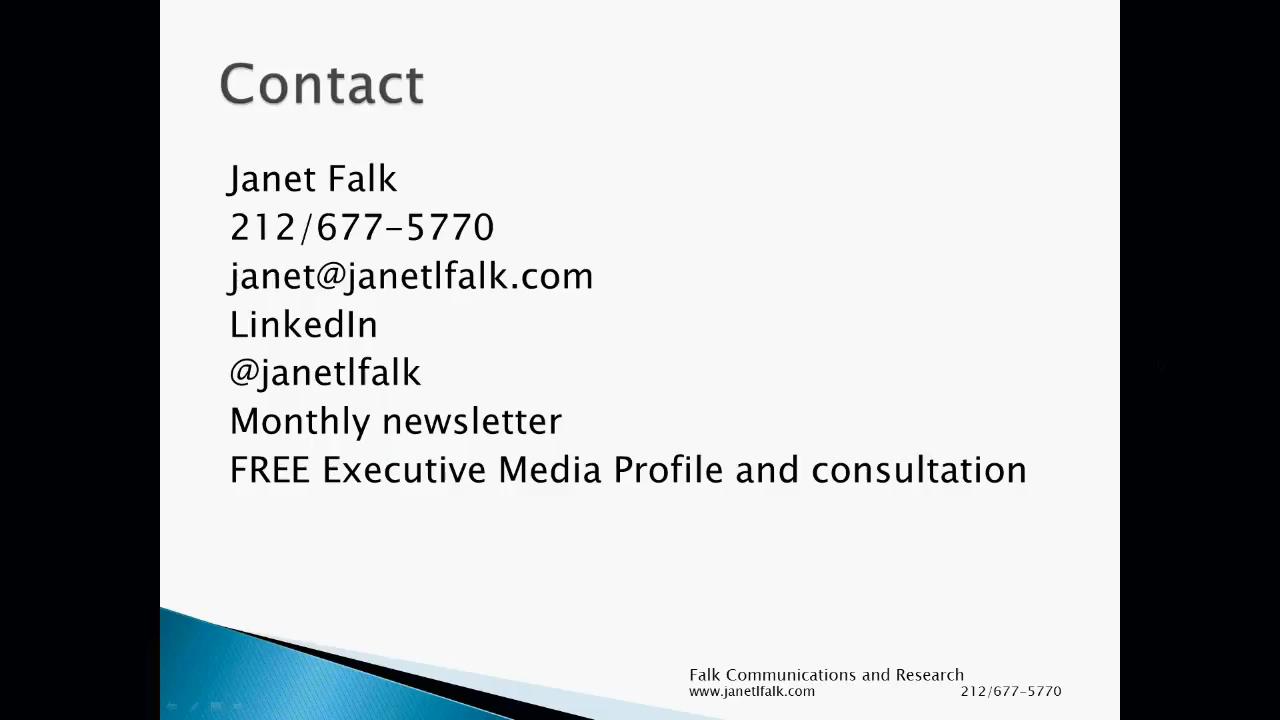 Contact
Janet Falk
212/677-5770
janet@janetlfalk.com
LinkedIn
@janetlfalk
Monthly newsletter
FREE Executive Media Profile and consultation
Falk Communications and Research
www.janetlfalk.com 212/677-5770